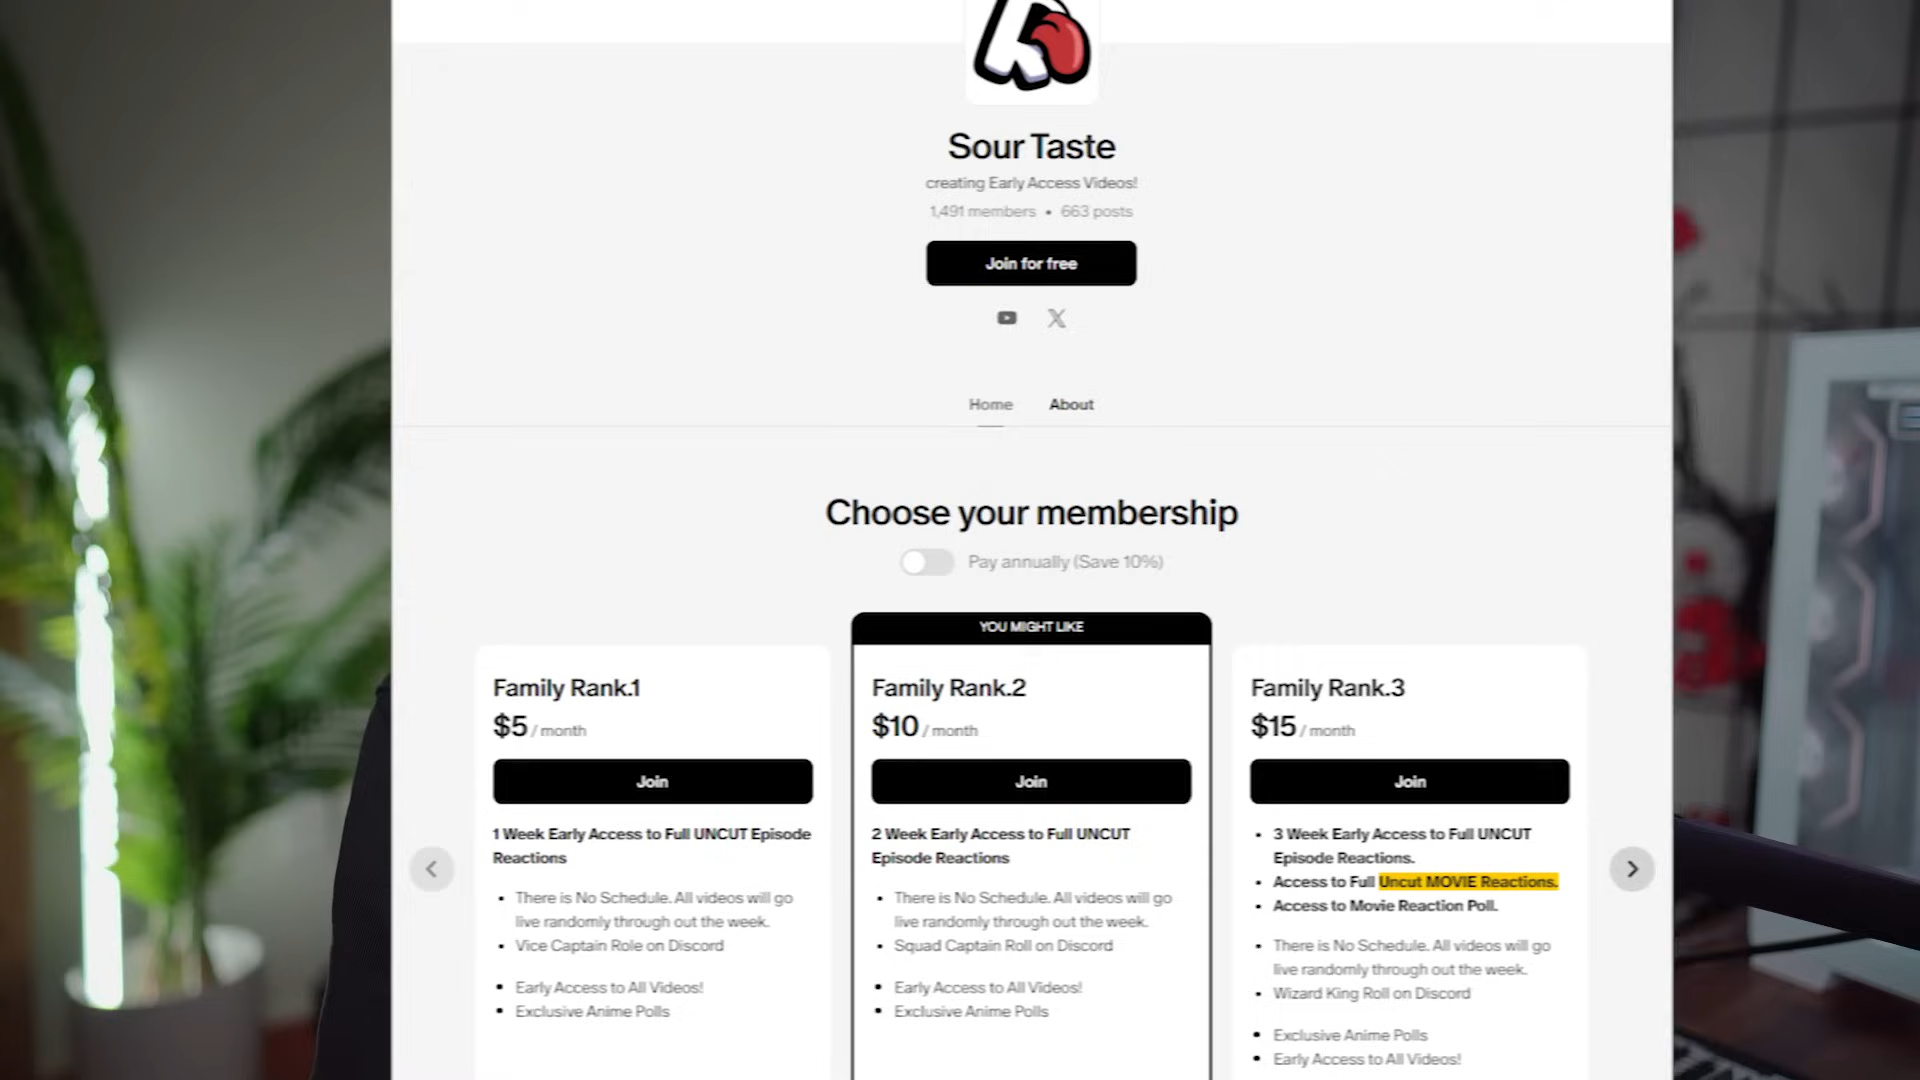 Sour Taste
creating Early Access Videos!
1,491 members • 663 posts
Join for free
Home About
Choose your membership
Pay annually (Save 10%)
Family Rank.1
$5 / month
Join
1 Week Early Access to Full UNCUT Episode
Reactions
• There is No Schedule. All videos will go
live randomly through out the week.
• Vice Captain Role on Discord
• Early Access to All Videos!
• Exclusive Anime Polls
YOU MIGHT LIKE
Family Rank.2
$10 / month
Join
2 Week Early Access to Full UNCUT
Episode Reactions
• There is No Schedule. All videos will go
live randomly through out the week.
• Squad Captain Roll on Discord
• Early Access to All Videos!
• Exclusive Anime Polls
Family Rank.3
$15 / month
Join
• 3 Week Early Access to Full UNCUT
Episode Reactions.
• Access to Full Uncut MOVIE Reactions.
• Access to Movie Reaction Poll.
• There is No Schedule. All videos will go
live randomly through out the week.
• Wizard King Roll on Discord
• Exclusive Anime Polls
• Early Access to All Videos!